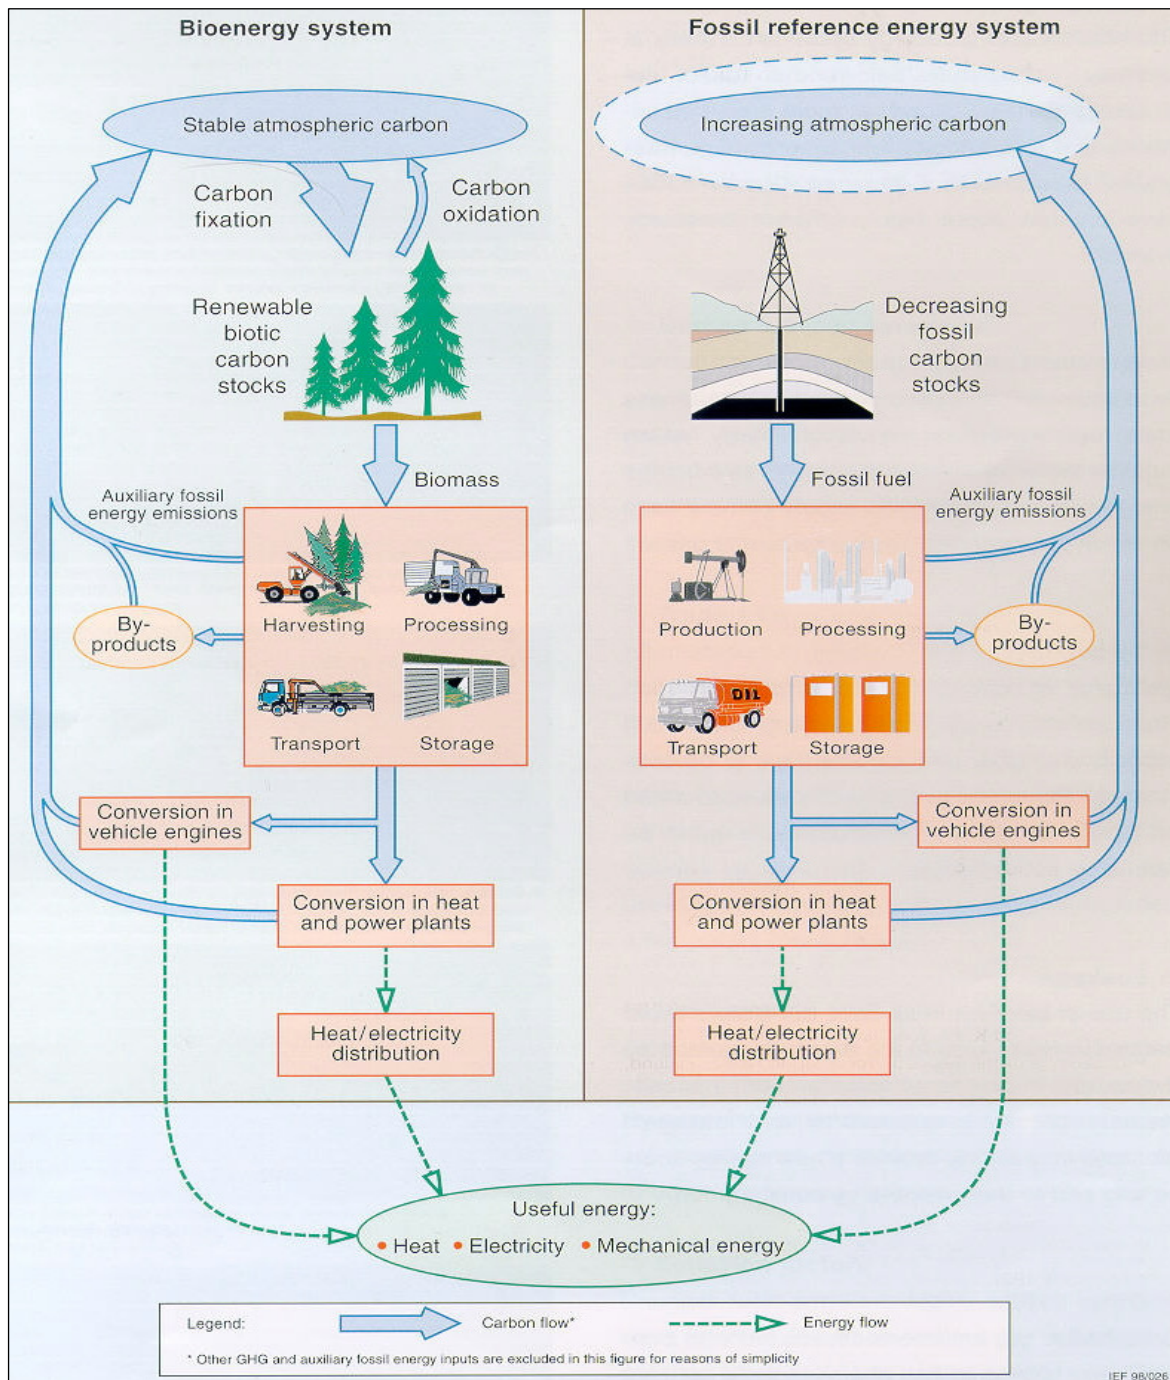 Bioenergy system
Stable atmospheric carbon
Carbon
fixation
Carbon
oxidation
Renewable
biotic
carbon
stocks
Biomass
Auxiliary fossil
energy emissions
Harvesting
Processing
By-
products
Transport
Storage
Conversion in
vehicle engines
Conversion in heat
and power plants
Heat/electricity
distribution
Fossil reference energy system
Increasing atmospheric carbon
Decreasing
fossil
carbon
stocks
Fossil fuel
Auxiliary fossil
energy emissions
Production
Processing
By-
products
OIL
Transport
Storage
Conversion in
vehicle engines
Conversion in heat
and power plants
Heat/electricity
distribution
Useful energy:
• Heat • Electricity • Mechanical energy
Legend:
Carbon flow*
Energy flow
* Other GHG and auxiliary fossil energy inputs are excluded in this figure for reasons of simplicity